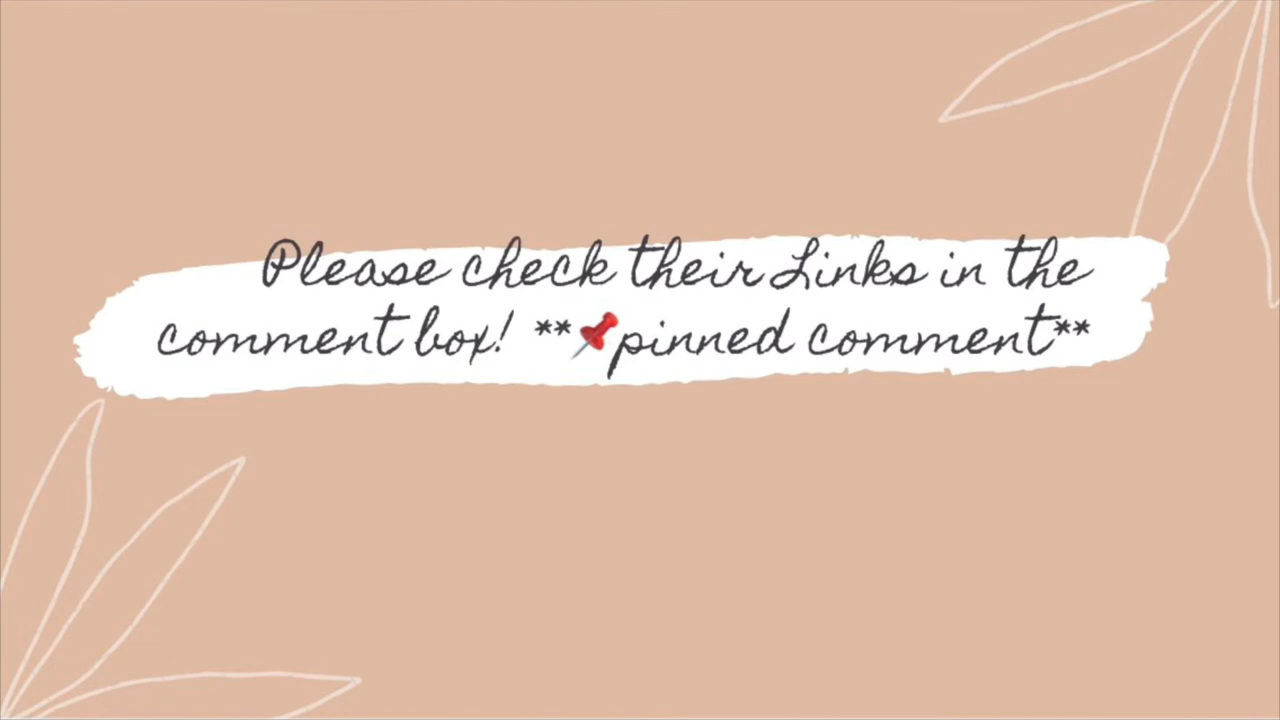 Please check their Links in the
comment box! **📌pinned comment**